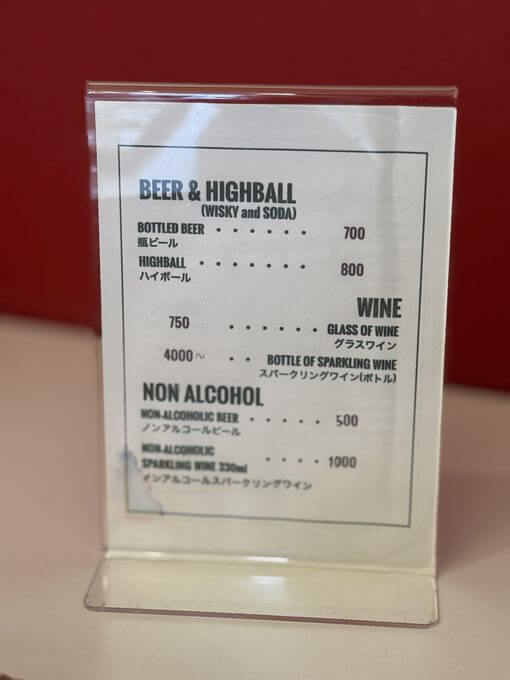 BEER & HIGHBALL
(WISKY and SODA)
BOTTLED BEER · · · · · · 700
瓶ビール
HIGHBALL · · · · · · · 800
ハイボール
WINE
750 · · · · · · GLASS OF WINE
グラスワイン
4000～ · · BOTTLE OF SPARKLING WINE
スパークリングワイン(ボトル)
NON ALCOHOL
NON-ALCOHOLIC BEER · · · · · 500
ノンアルコールビール
NON-ALCOHOLIC
SPARKLING WINE 330ml · · · · 1000
ノンアルコールスパークリングワイン